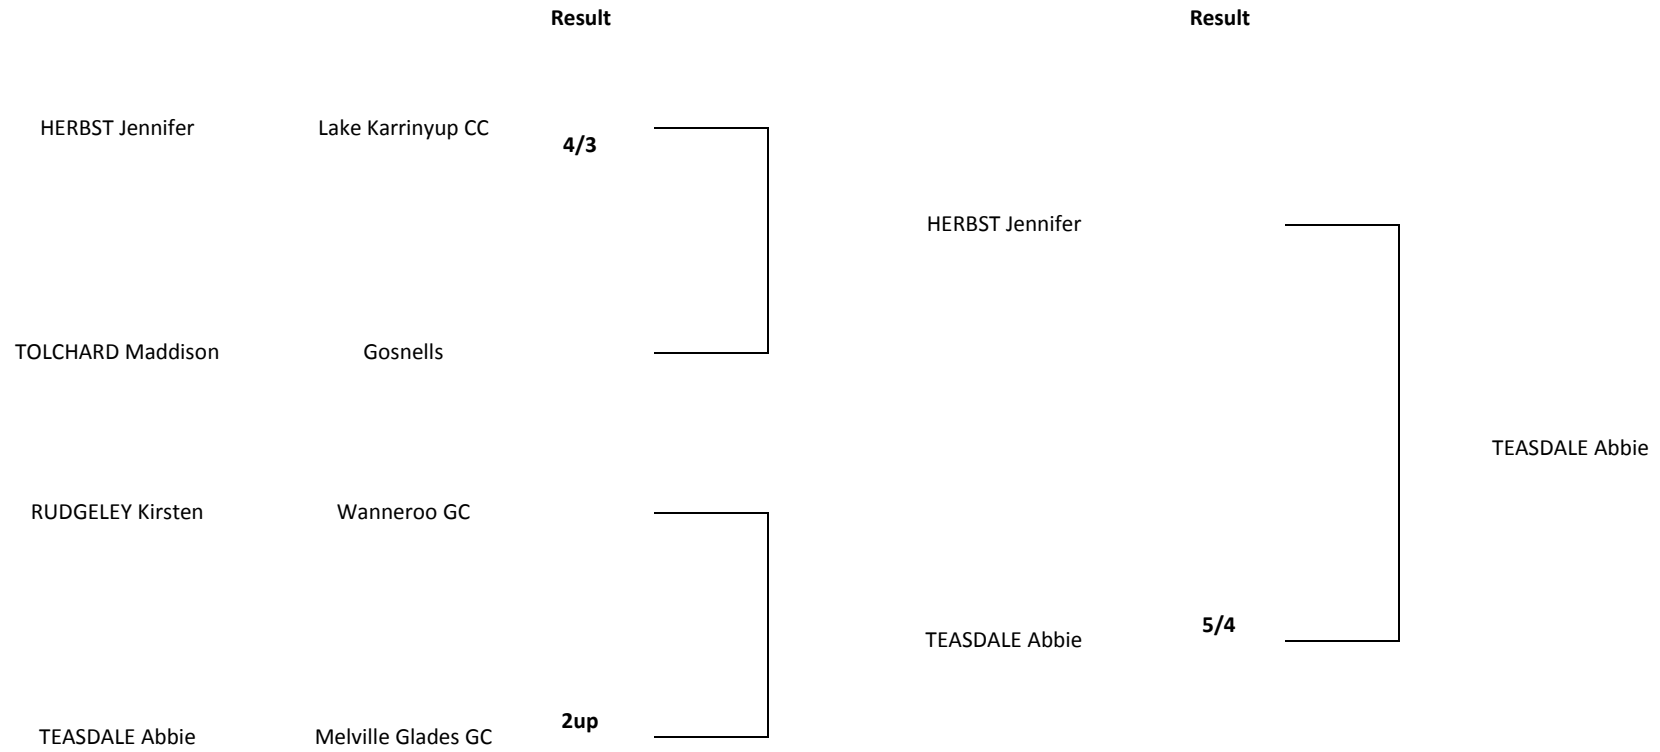 Result Result
HERBST Jennifer Lake Karrinyup CC 4/3
HERBST Jennifer
TOLCHARD Maddison Gosnells
TEASDALE Abbie
RUDGELEY Kirsten Wanneroo GC
TEASDALE Abbie 5/4
TEASDALE Abbie Melville Glades GC 2up